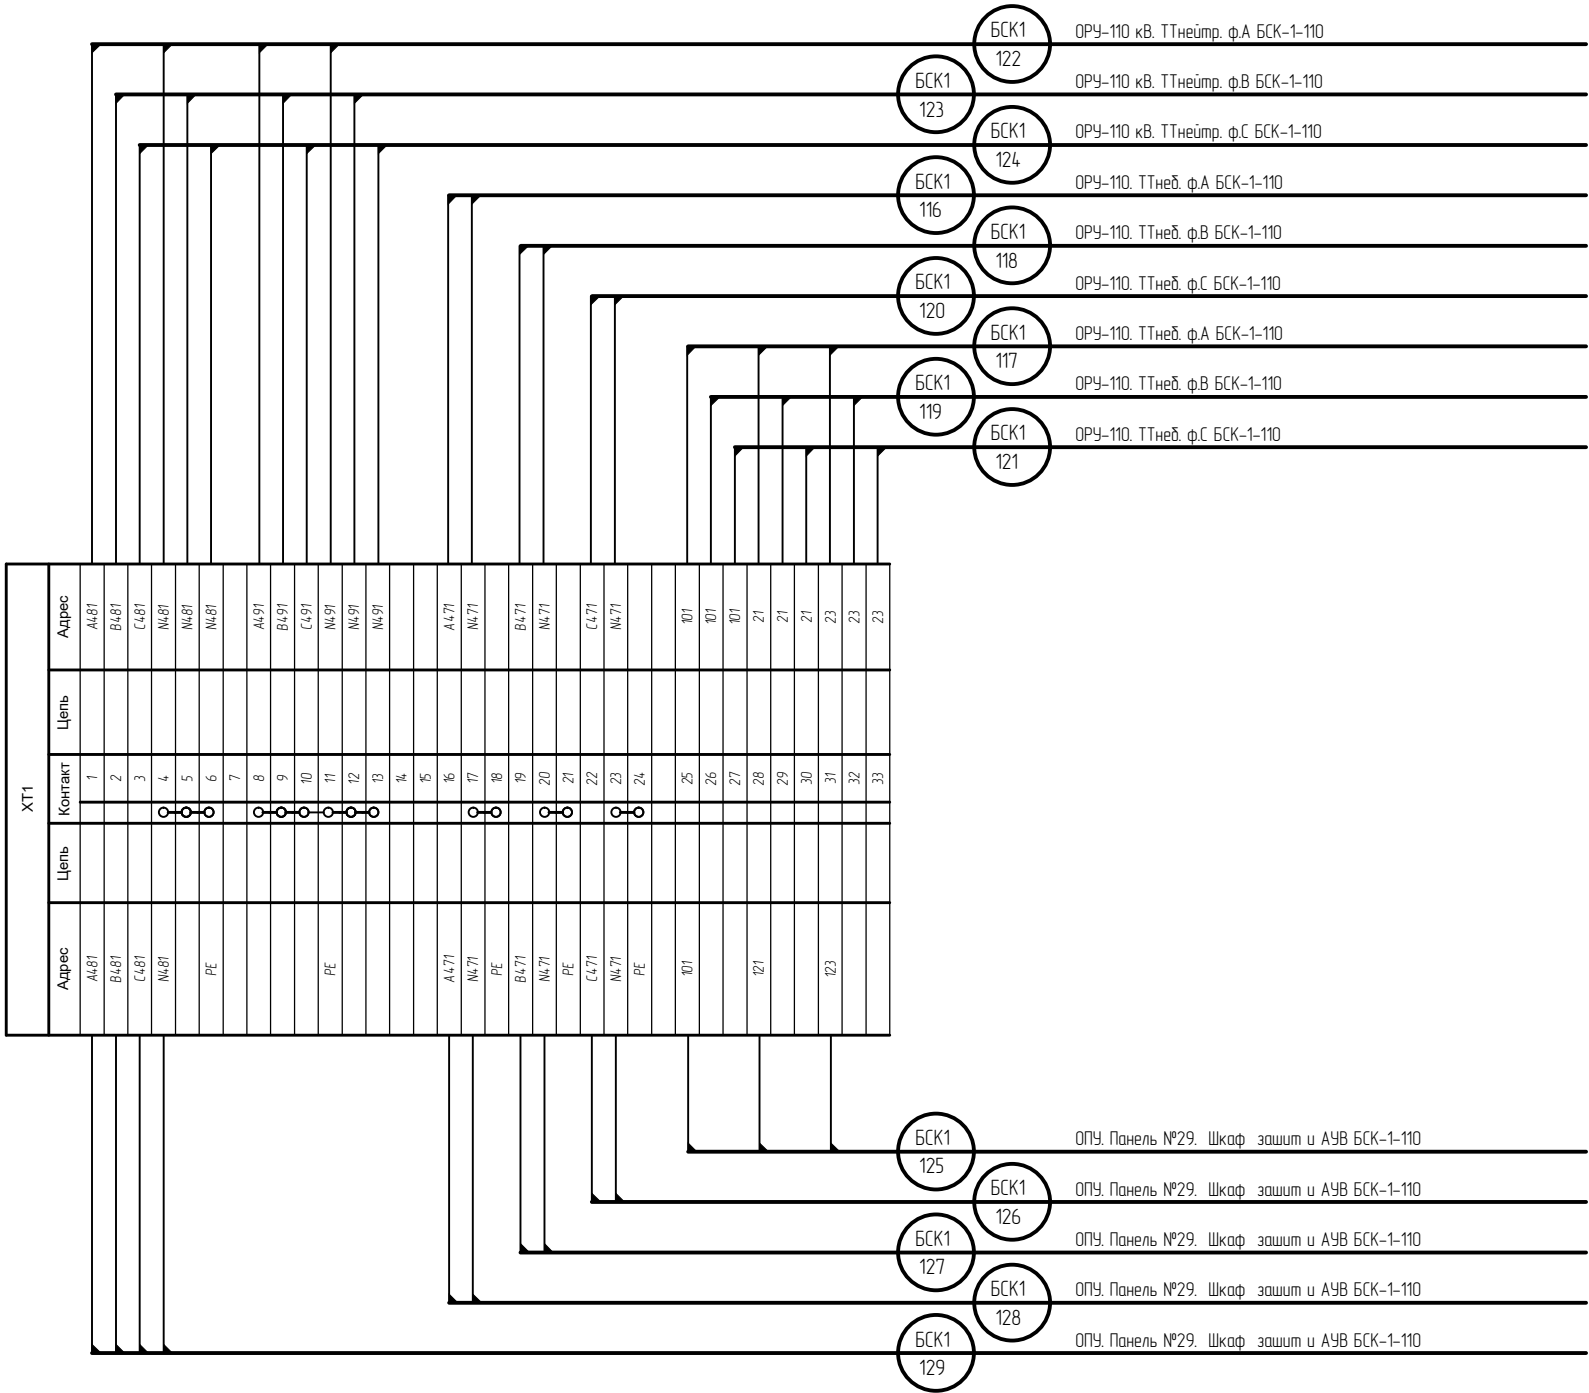 БСК1
122
ОРУ-110 кВ. ТТнейтр. ф.А БСК-1-110
БСК1
123
ОРУ-110 кВ. ТТнейтр. ф.В БСК-1-110
БСК1
124
ОРУ-110 кВ. ТТнейтр. ф.С БСК-1-110
БСК1
116
ОРУ-110. ТТнеб. ф.А БСК-1-110
БСК1
118
ОРУ-110. ТТнеб. ф.В БСК-1-110
БСК1
120
ОРУ-110. ТТнеб. ф.С БСК-1-110
БСК1
117
ОРУ-110. ТТнеб. ф.А БСК-1-110
БСК1
119
ОРУ-110. ТТнеб. ф.В БСК-1-110
БСК1
121
ОРУ-110. ТТнеб. ф.С БСК-1-110
XT1
Адрес A481 B481 C481 N481 N481 N481 A491 B491 C491 N491 N491 N491 A471 N471 B471 N471 C471 N471 101 101 101 21 21 21 23 23 23
Цепь
Контакт 1 2 3 4 5 6 7 8 9 10 11 12 13 14 15 16 17 18 19 20 21 22 23 24 25 26 27 28 29 30 31 32 33
Цепь
Адрес A481 B481 C481 N481 PE PE A471 N471 PE B471 N471 PE C471 N471 PE 101 121 123
БСК1
125
ОПУ. Панель №29. Шкаф зашит и АУВ БСК-1-110
БСК1
126
ОПУ. Панель №29. Шкаф зашит и АУВ БСК-1-110
БСК1
127
ОПУ. Панель №29. Шкаф зашит и АУВ БСК-1-110
БСК1
128
ОПУ. Панель №29. Шкаф зашит и АУВ БСК-1-110
БСК1
129
ОПУ. Панель №29. Шкаф зашит и АУВ БСК-1-110